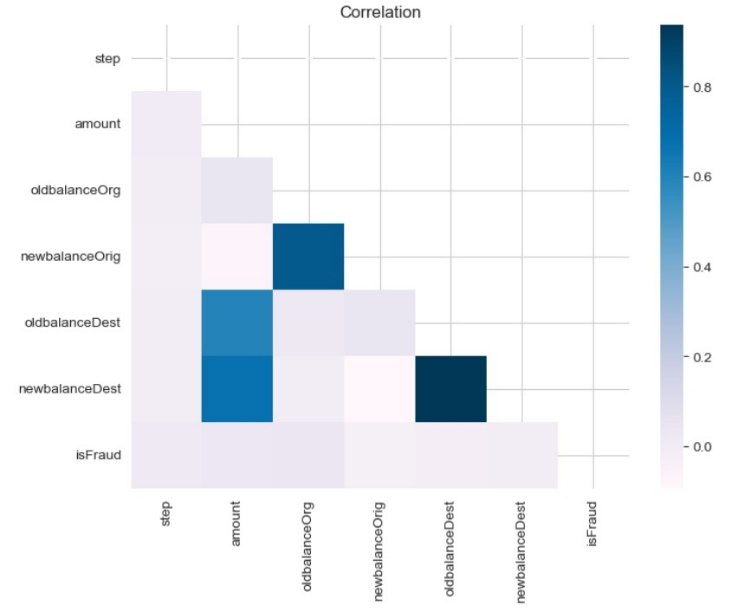 Correlation
step
amount
oldbalanceOrg
newbalanceOrig
oldbalanceDest
newbalanceDest
isFraud
step
amount
oldbalanceOrg
newbalanceOrig
oldbalanceDest
newbalanceDest
isFraud
0.8
0.6
0.4
0.2
0.0